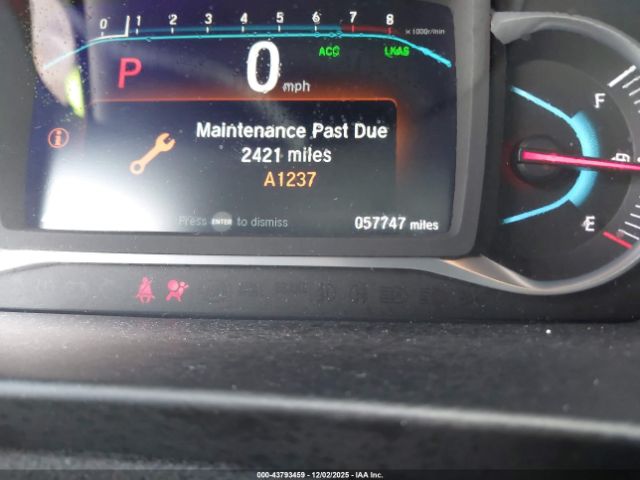 0 1 2 3 4 5 6 7 8 x1000r/min
ACC LKAS
P 0 mph
F
Maintenance Past Due
2421 miles
A1237
E
Press ENTER to dismiss 057747 miles
000-43793459 | 12/02/2025 | IAA Inc.